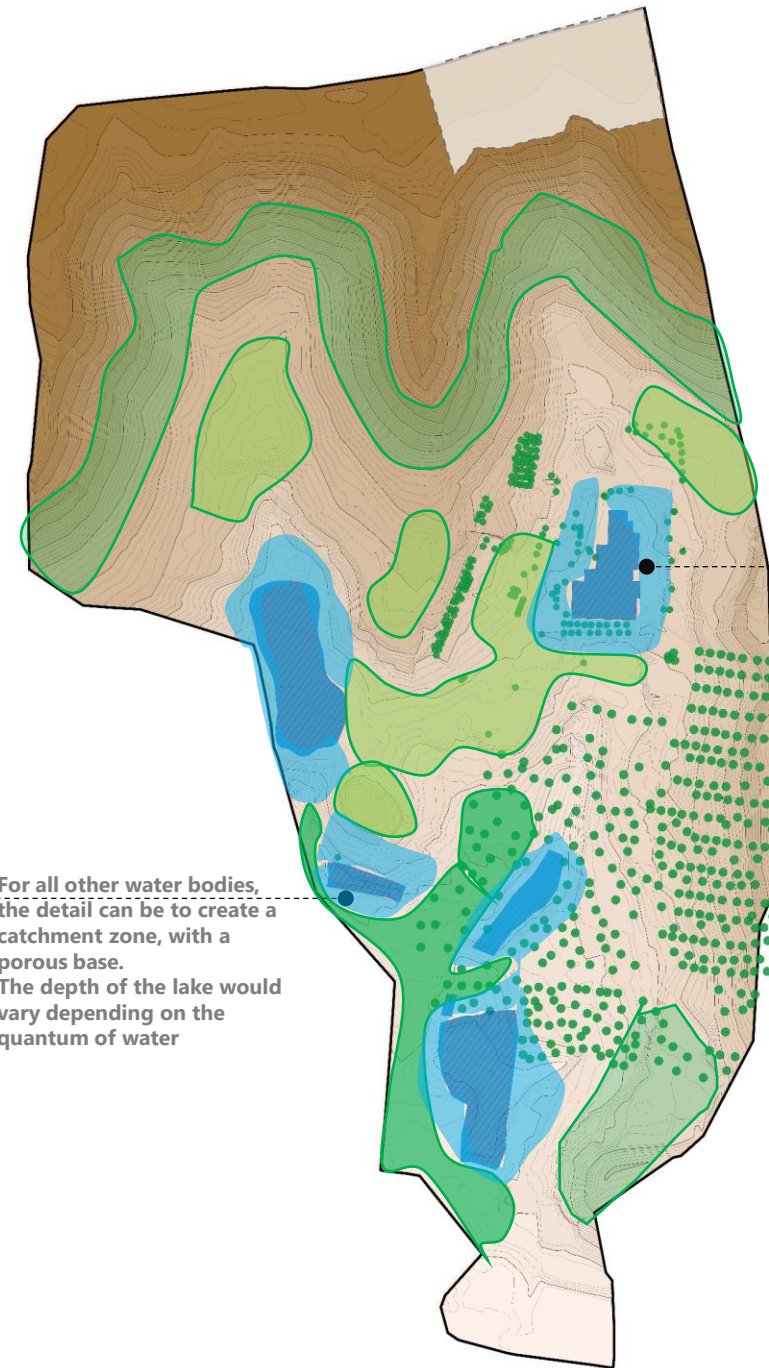 For all other water bodies,
the detail can be to create a
catchment zone, with a
porous base.
The depth of the lake would
vary depending on the
quantum of water